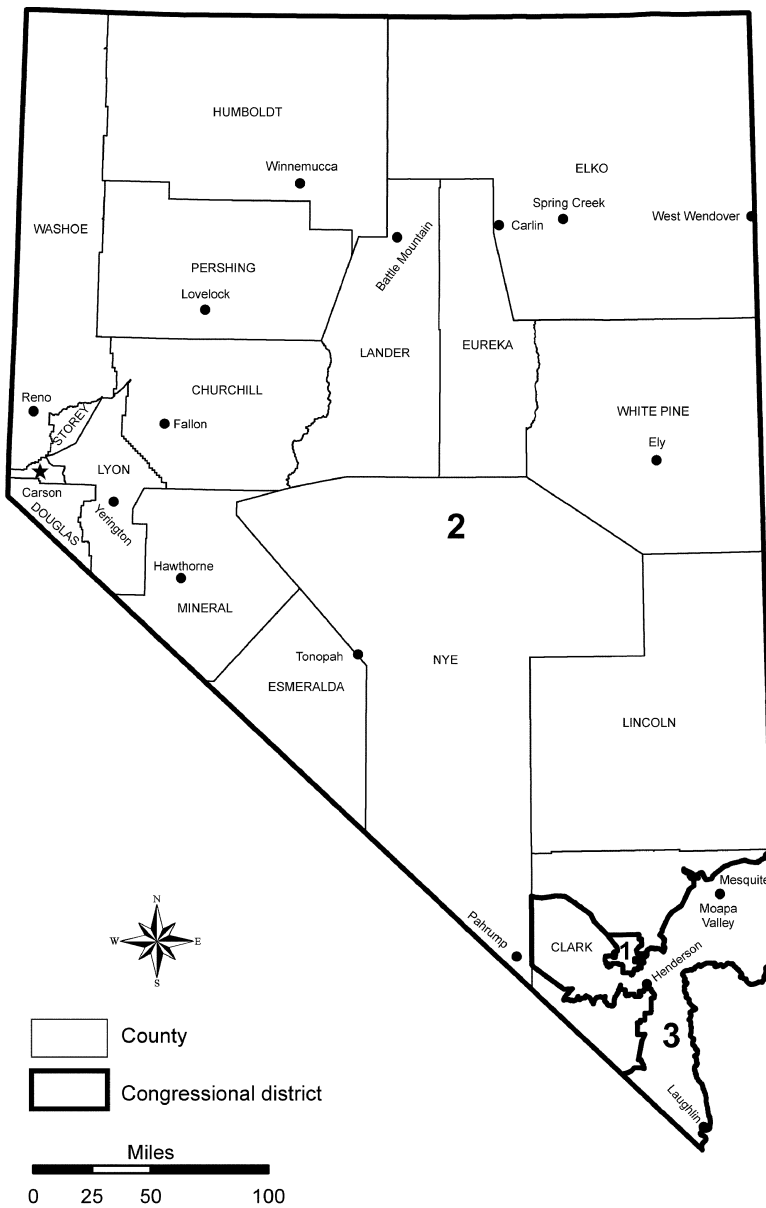 HUMBOLDT
Winnemucca
ELKO
Spring Creek
West Wendover
Carlin
WASHOE
Battle Mountain
PERSHING
Lovelock
LANDER
EUREKA
CHURCHILL
Reno
STOREY
Fallon
WHITE PINE
Ely
LYON
Carson
Yerington
DOUGLAS
2
Hawthorne
MINERAL
Tonopah
NYE
ESMERALDA
LINCOLN
Mesquite
Moapa
Valley
Pahrump
CLARK
1
Henderson
3
Laughlin
N
W
E
S
County
Congressional district
Miles
0 25 50 100